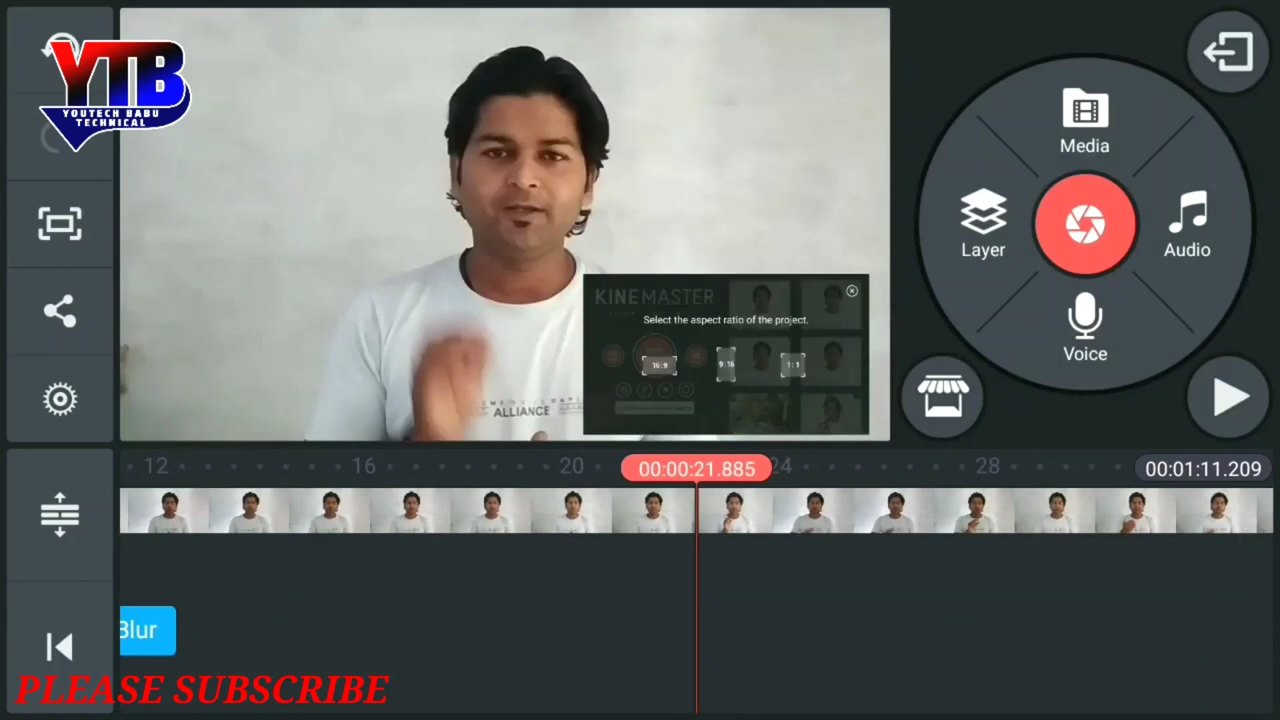 YTB
YOUTECH BABU
TECHNICAL
KINEMASTER
Select the aspect ratio of the project.
16:9
9:16
1:1
ALLIANCE
Media
Layer
Audio
Voice
12
16
20
00:00:21.885
24
28
00:01:11.209
Blur
PLEASE SUBSCRIBE